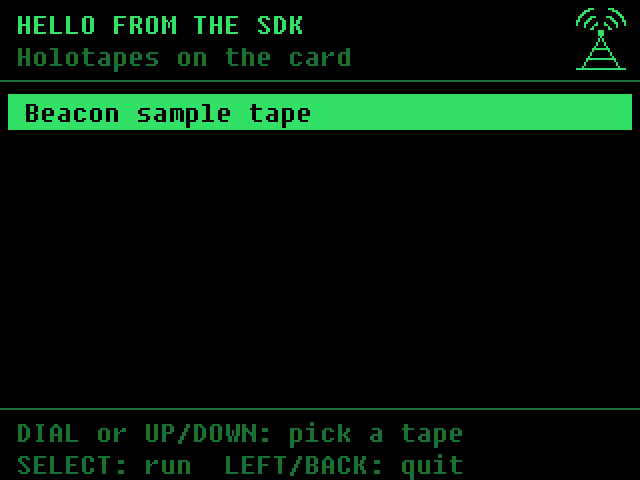 HELLO FROM THE SDK
Holotapes on the card
Beacon sample tape
DIAL or UP/DOWN: pick a tape
SELECT: run  LEFT/BACK: quit